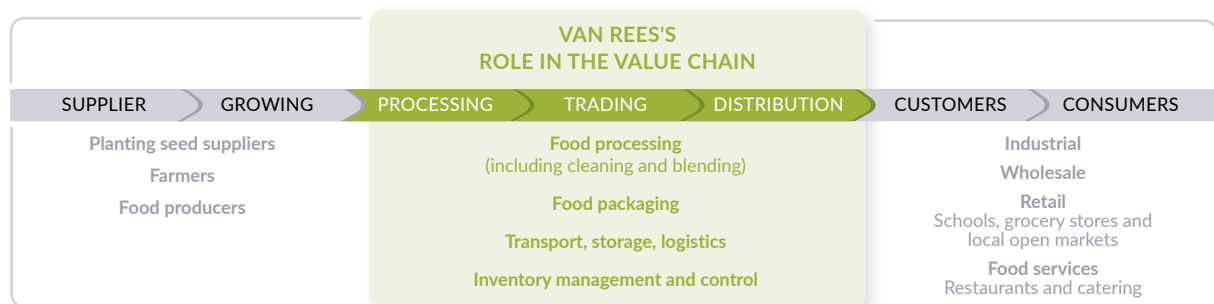 VAN REES'S
ROLE IN THE VALUE CHAIN
SUPPLIER
GROWING
PROCESSING
TRADING
DISTRIBUTION
CUSTOMERS
CONSUMERS
Planting seed suppliers
Farmers
Food producers
Food processing
(including cleaning and blending)
Food packaging
Transport, storage, logistics
Inventory management and control
Industrial
Wholesale
Retail
Schools, grocery stores and
local open markets
Food services
Restaurants and catering